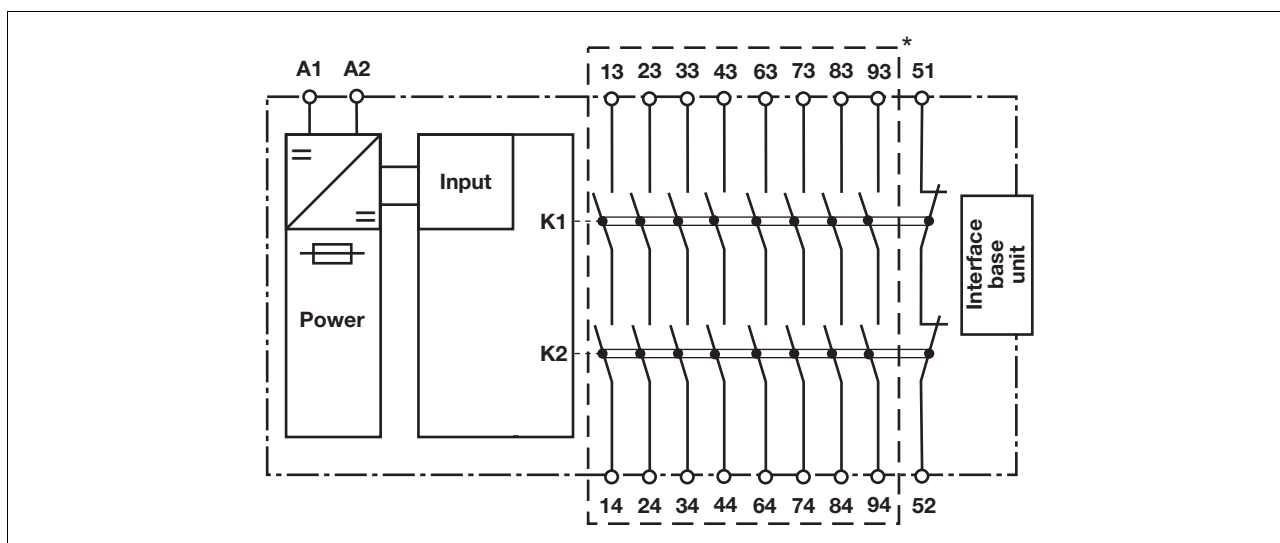 *
A1 A2 13 23 33 43 63 73 83 93 51
Input
K1
Interface
base
unit
Power
K2
14 24 34 44 64 74 84 94 52